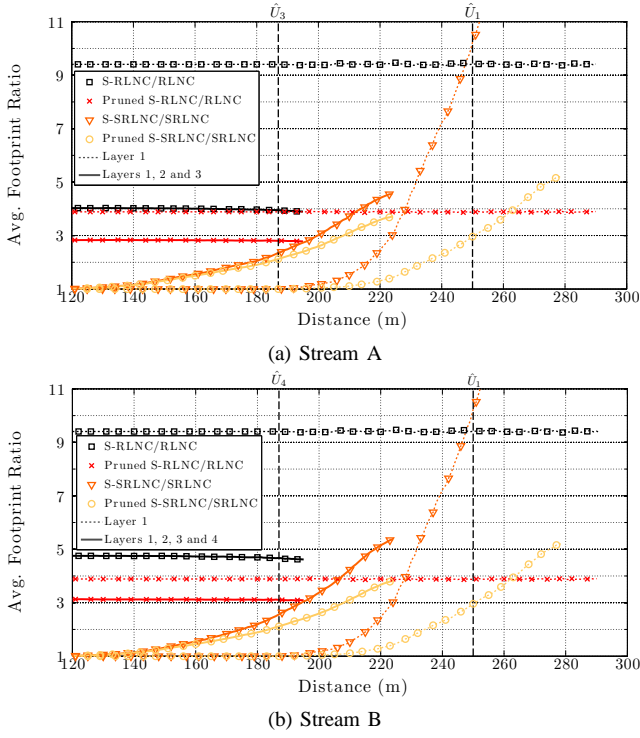 Û3
Û1
11
9
7
5
3
1
Avg. Footprint Ratio
S-RLNC/RLNC
Pruned S-RLNC/RLNC
S-SRLNC/SRLNC
Pruned S-SRLNC/SRLNC
Layer 1
Layers 1, 2 and 3
120 140 160 180 200 220 240 260 280 300
Distance (m)
(a) Stream A
Û4
Û1
11
9
7
5
3
1
Avg. Footprint Ratio
S-RLNC/RLNC
Pruned S-RLNC/RLNC
S-SRLNC/SRLNC
Pruned S-SRLNC/SRLNC
Layer 1
Layers 1, 2, 3 and 4
120 140 160 180 200 220 240 260 280 300
Distance (m)
(b) Stream B